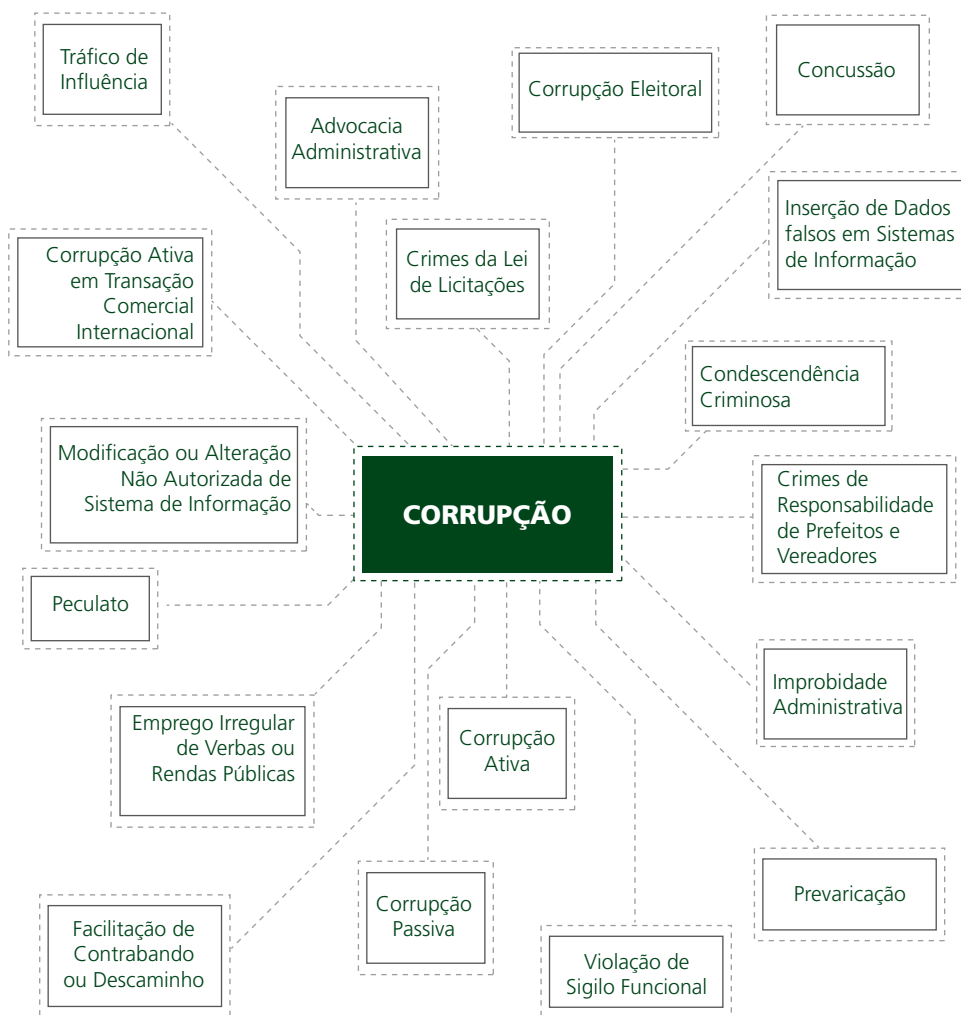 Tráfico de
Influência
Advocacia
Administrativa
Corrupção Eleitoral
Concussão
Corrupção Ativa
em Transação
Comercial
Internacional
Crimes da Lei
de Licitações
Inserção de Dados
falsos em Sistemas
de Informação
Condescendência
Criminosa
Modificação ou Alteração
Não Autorizada de
Sistema de Informação
CORRUPÇÃO
Crimes de
Responsabilidade
de Prefeitos e
Vereadores
Peculato
Improbidade
Administrativa
Emprego Irregular
de Verbas ou
Rendas Públicas
Corrupção
Ativa
Prevaricação
Facilitação de
Contrabando
ou Descaminho
Corrupção
Passiva
Violação de
Sigilo Funcional